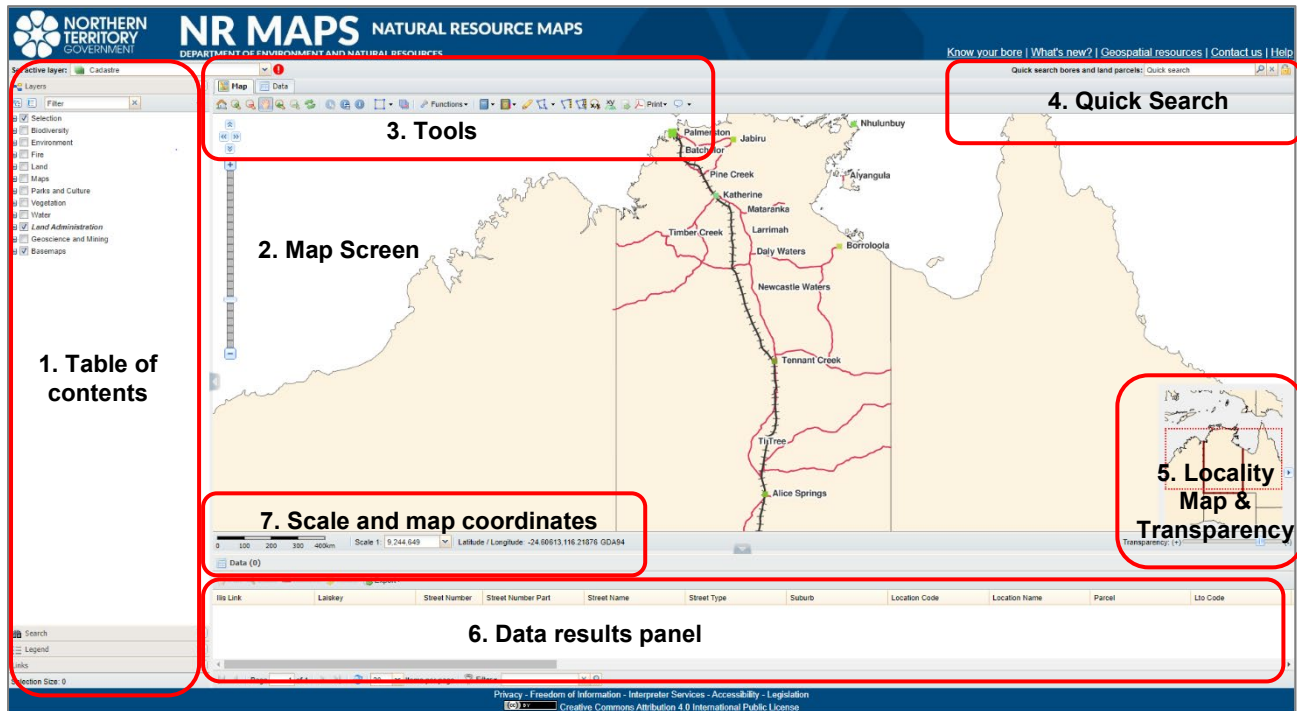 NORTHERN
TERRITORY
GOVERNMENT
NR MAPS NATURAL RESOURCE MAPS
DEPARTMENT OF ENVIRONMENT AND NATURAL RESOURCES
Know your bore | What's new? | Geospatial resources | Contact us | Help
active layer: Cadastre
Quick search bores and land parcels: Quick search
Layers
Map Data
4. Quick Search
Filter
Functions
Print
3. Tools
Selection
Biodiversity
Environment
Fire
Land
Maps
Parks and Culture
Vegetation
Water
Land Administration
Geoscience and Mining
Basemaps
Palmerston
Jabiru
Nhulunbuy
Batchelor
Pine Creek
Alyangula
Katherine
Mataranka
Timber Creek
Larrimah
Daly Waters
Borroloola
2. Map Screen
Newcastle Waters
1. Table of
contents
Tennant Creek
Ti Tree
Alice Springs
5. Locality
Map &
Transparency
7. Scale and map coordinates
0 100 200 300 400km Scale 1: 9,244,649 Latitude / Longitude -24.60613,116.21876 GDA94
Transparency: (+)
Data (0)
Export
Ilis Link Laiskey Street Number Street Number Part Street Name Street Type Suburb Location Code Location Name Parcel Lto Code
6. Data results panel
Search
Legend
Links
Selection Size: 0
Page 1 of 1 20 items per page Filter
Privacy - Freedom of Information - Interpreter Services - Accessibility - Legislation
(cc) BY Creative Commons Attribution 4.0 International Public License